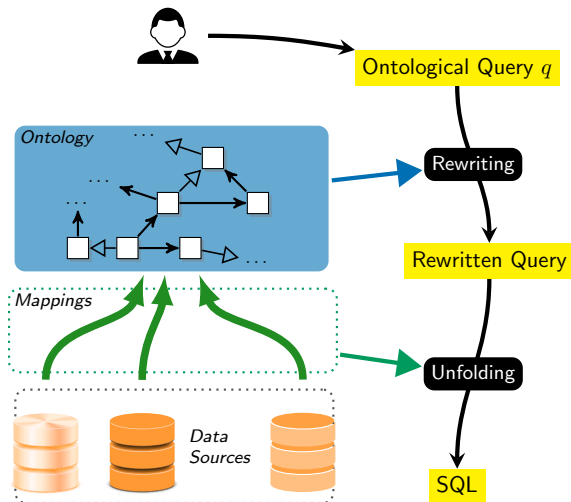 Ontological Query q
Ontology
...
...
...
...
Rewriting
Rewritten Query
Mappings
Unfolding
Data
Sources
SQL